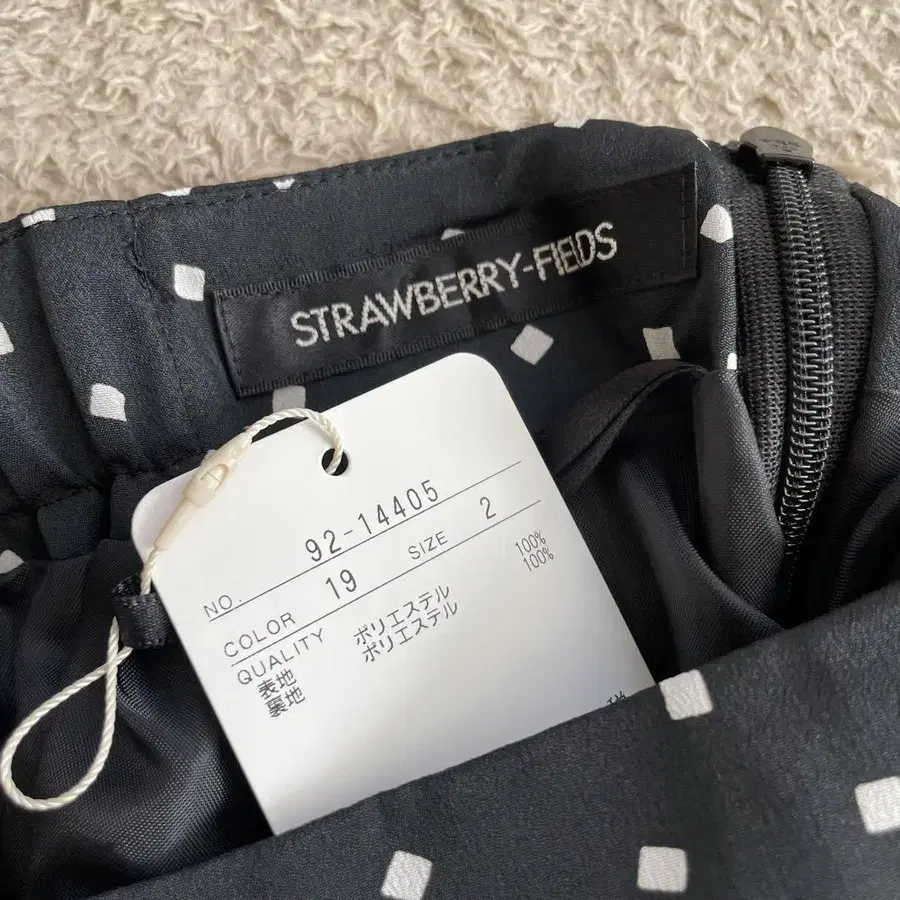 STRAWBERRY-FIELDS
NO. 92-14405
COLOR 19 SIZE 2
QUALITY
表地 ポリエステル 100%
裏地 ポリエステル 100%